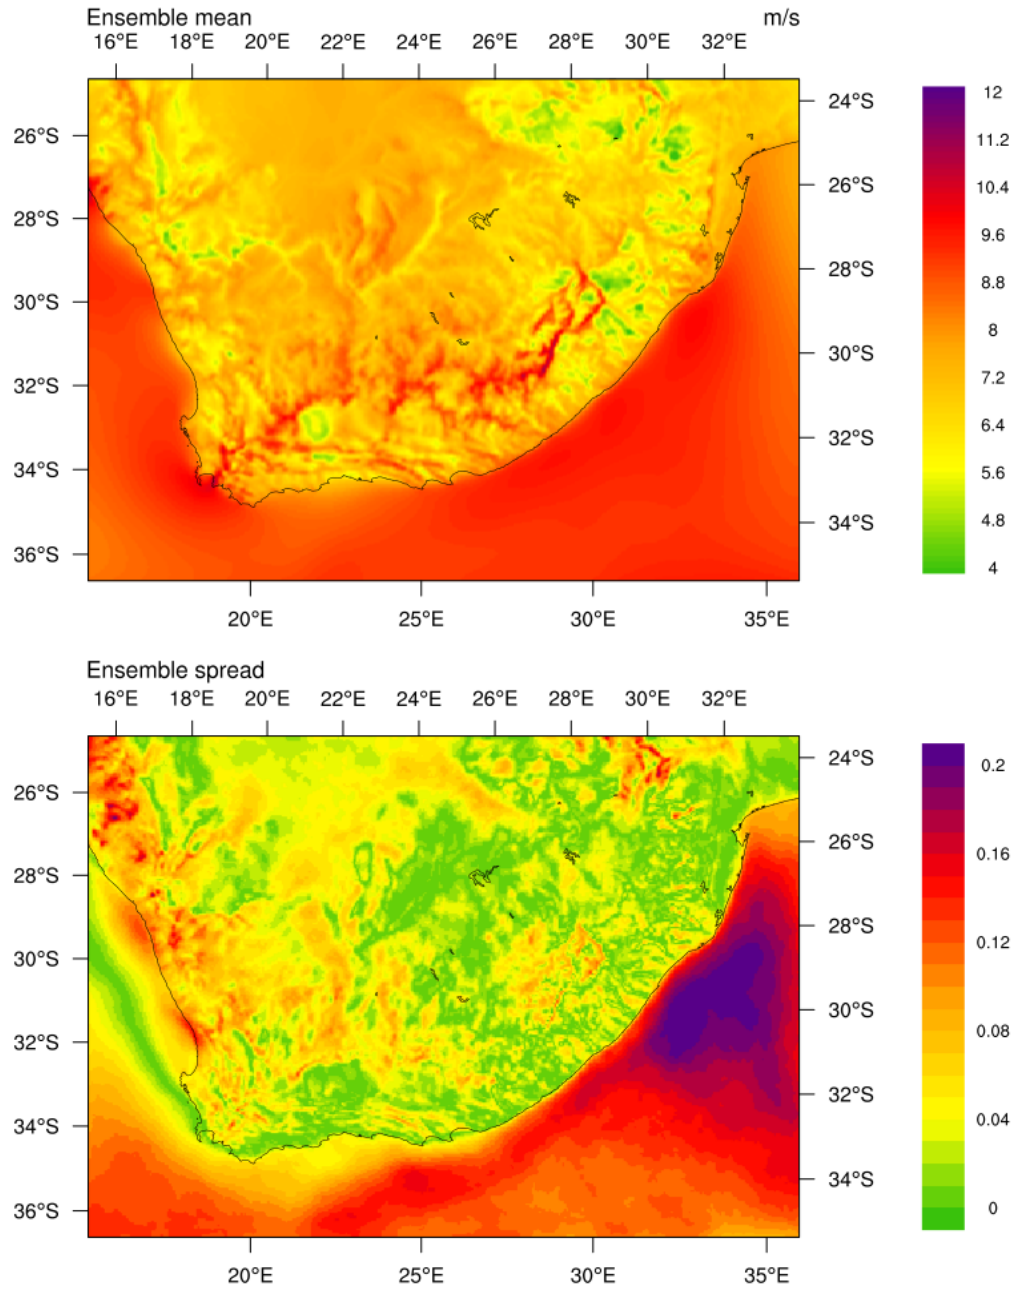 Ensemble mean m/s
16°E 18°E 20°E 22°E 24°E 26°E 28°E 30°E 32°E
24°S
26°S
26°S
28°S
28°S
30°S
30°S
32°S
32°S
34°S
34°S
36°S
20°E 25°E 30°E 35°E
12
11.2
10.4
9.6
8.8
8
7.2
6.4
5.6
4.8
4
Ensemble spread
16°E 18°E 20°E 22°E 24°E 26°E 28°E 30°E 32°E
24°S
26°S
26°S
28°S
28°S
30°S
30°S
32°S
32°S
34°S
34°S
36°S
20°E 25°E 30°E 35°E
0.2
0.16
0.12
0.08
0.04
0